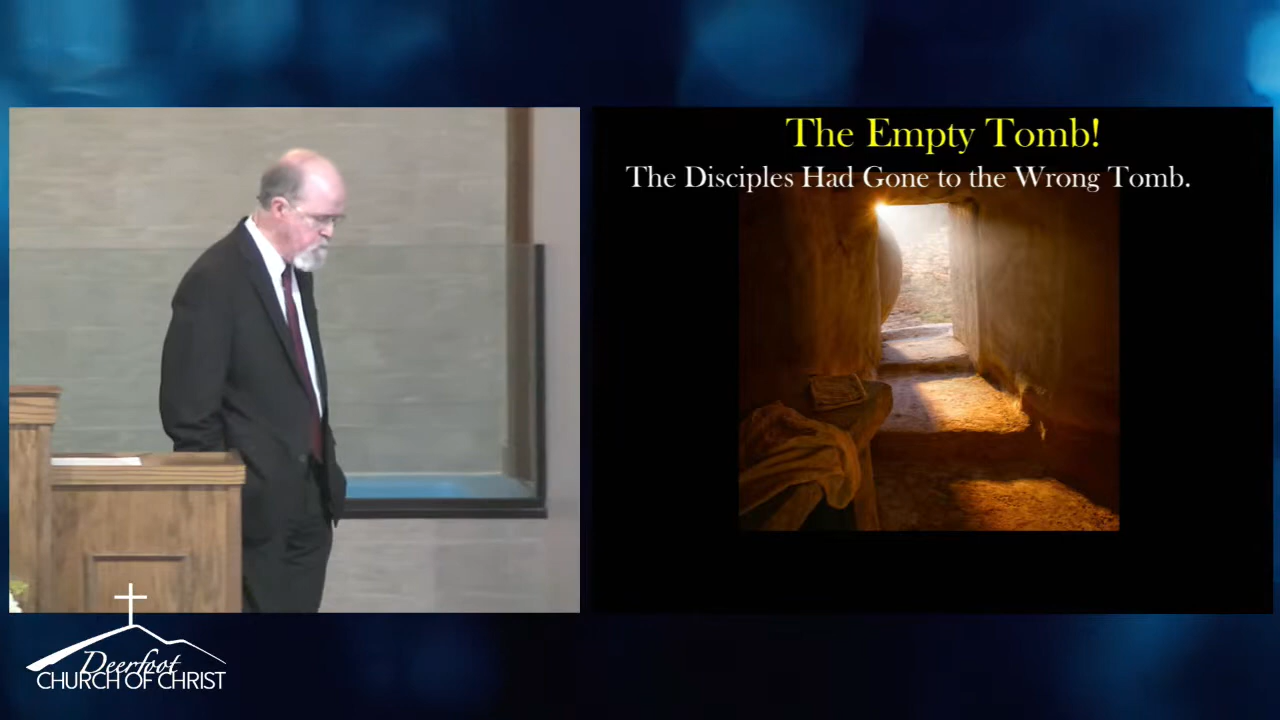 The Empty Tomb!
The Disciples Had Gone to the Wrong Tomb.
Deerfoot
CHURCH OF CHRIST